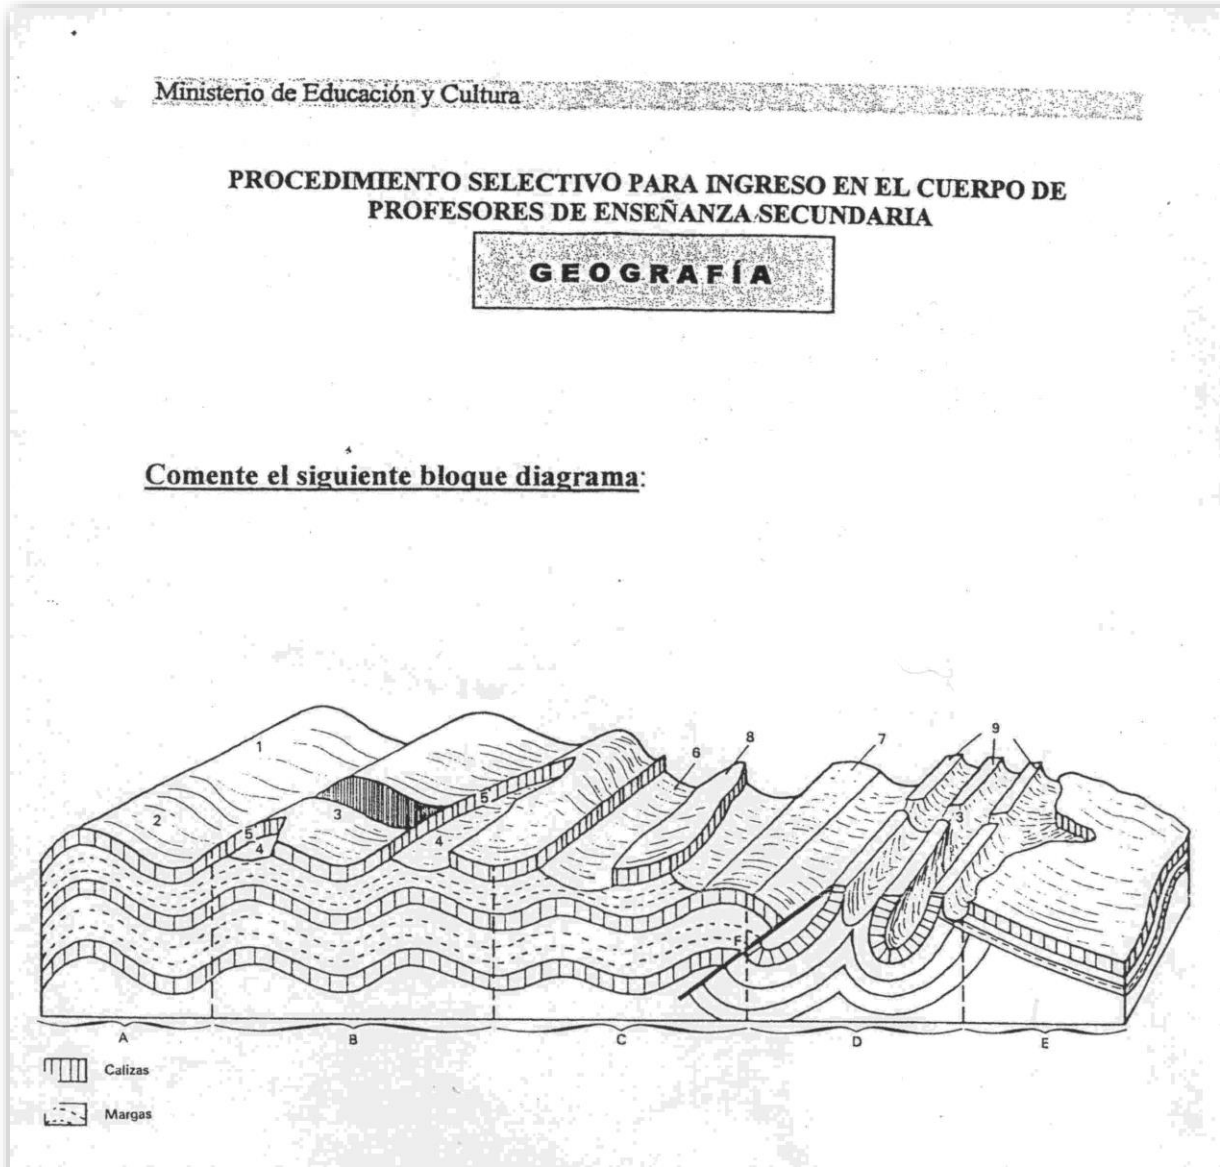 Ministerio de Educación y Cultura
PROCEDIMIENTO SELECTIVO PARA INGRESO EN EL CUERPO DE
PROFESORES DE ENSEÑANZA SECUNDARIA
GEOGRAFÍA
Comente el siguiente bloque diagrama:
1
2
3
4
5
4
5
6
8
7
9
3
F
A
B
C
D
E
Calizas
Margas